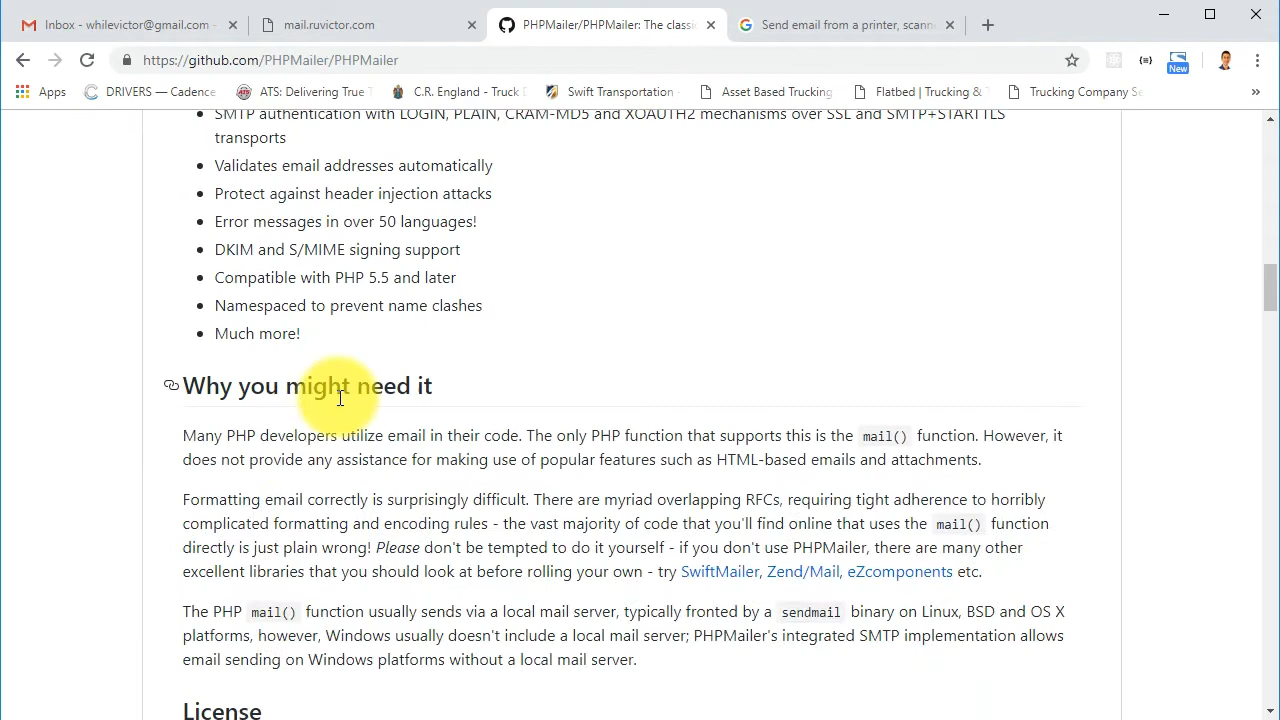 Inbox - whilevictor@gmail.com -
mail.ruvictor.com
PHPMailer/PHPMailer: The classic
Send email from a printer, scanne
https://github.com/PHPMailer/PHPMailer
New
Apps
DRIVERS — Cadence
ATS: Delivering True T
C.R. England - Truck D
Swift Transportation -
Asset Based Trucking
Flatbed | Trucking & T
Trucking Company Se
»
SMTP authentication with LOGIN, PLAIN, CRAM-MD5 and XOAUTH2 mechanisms over SSL and SMTP+STARTTLS
transports
Validates email addresses automatically
Protect against header injection attacks
Error messages in over 50 languages!
DKIM and S/MIME signing support
Compatible with PHP 5.5 and later
Namespaced to prevent name clashes
Much more!
Why you might need it
Many PHP developers utilize email in their code. The only PHP function that supports this is the mail() function. However, it
does not provide any assistance for making use of popular features such as HTML-based emails and attachments.
Formatting email correctly is surprisingly difficult. There are myriad overlapping RFCs, requiring tight adherence to horribly
complicated formatting and encoding rules - the vast majority of code that you'll find online that uses the mail() function
directly is just plain wrong! Please don't be tempted to do it yourself - if you don't use PHPMailer, there are many other
excellent libraries that you should look at before rolling your own - try SwiftMailer, Zend/Mail, eZcomponents etc.
The PHP mail() function usually sends via a local mail server, typically fronted by a sendmail binary on Linux, BSD and OS X
platforms, however, Windows usually doesn't include a local mail server; PHPMailer's integrated SMTP implementation allows
email sending on Windows platforms without a local mail server.
License